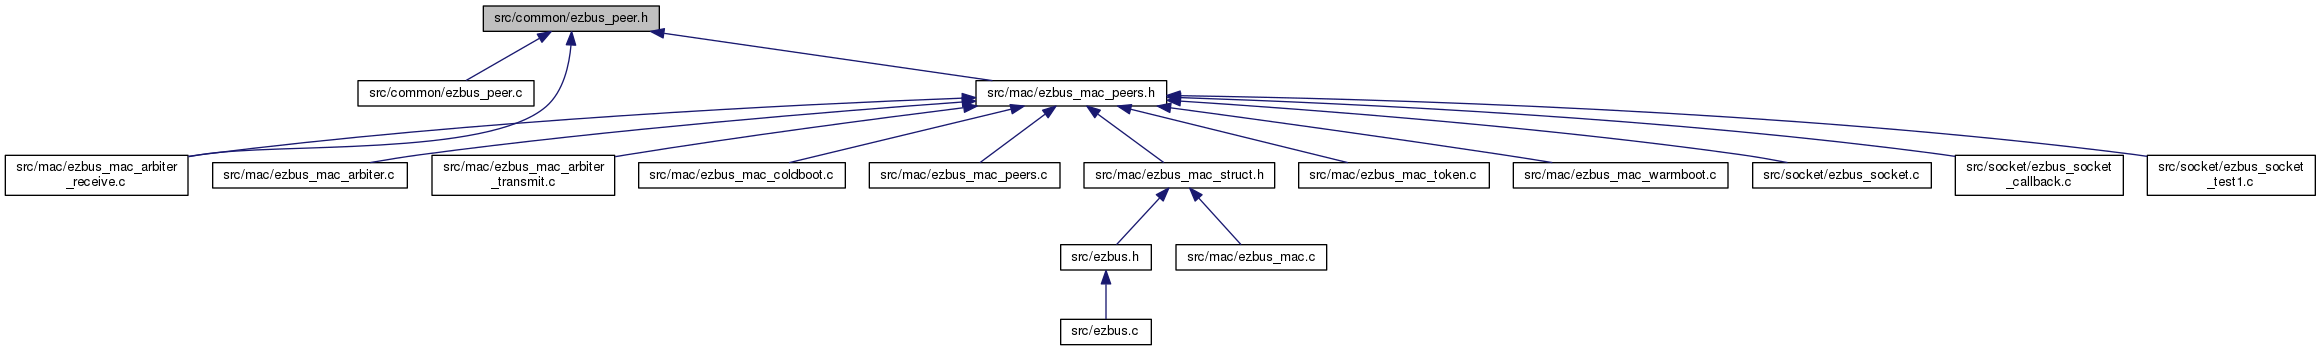 src/common/ezbus_peer.h
src/common/ezbus_peer.c
src/mac/ezbus_mac_peers.h
src/mac/ezbus_mac_arbiter
_receive.c
src/mac/ezbus_mac_arbiter.c
src/mac/ezbus_mac_arbiter
_transmit.c
src/mac/ezbus_mac_coldboot.c
src/mac/ezbus_mac_peers.c
src/mac/ezbus_mac_struct.h
src/mac/ezbus_mac_token.c
src/mac/ezbus_mac_warmboot.c
src/socket/ezbus_socket.c
src/socket/ezbus_socket
_callback.c
src/socket/ezbus_socket
_test1.c
src/ezbus.h
src/mac/ezbus_mac.c
src/ezbus.c